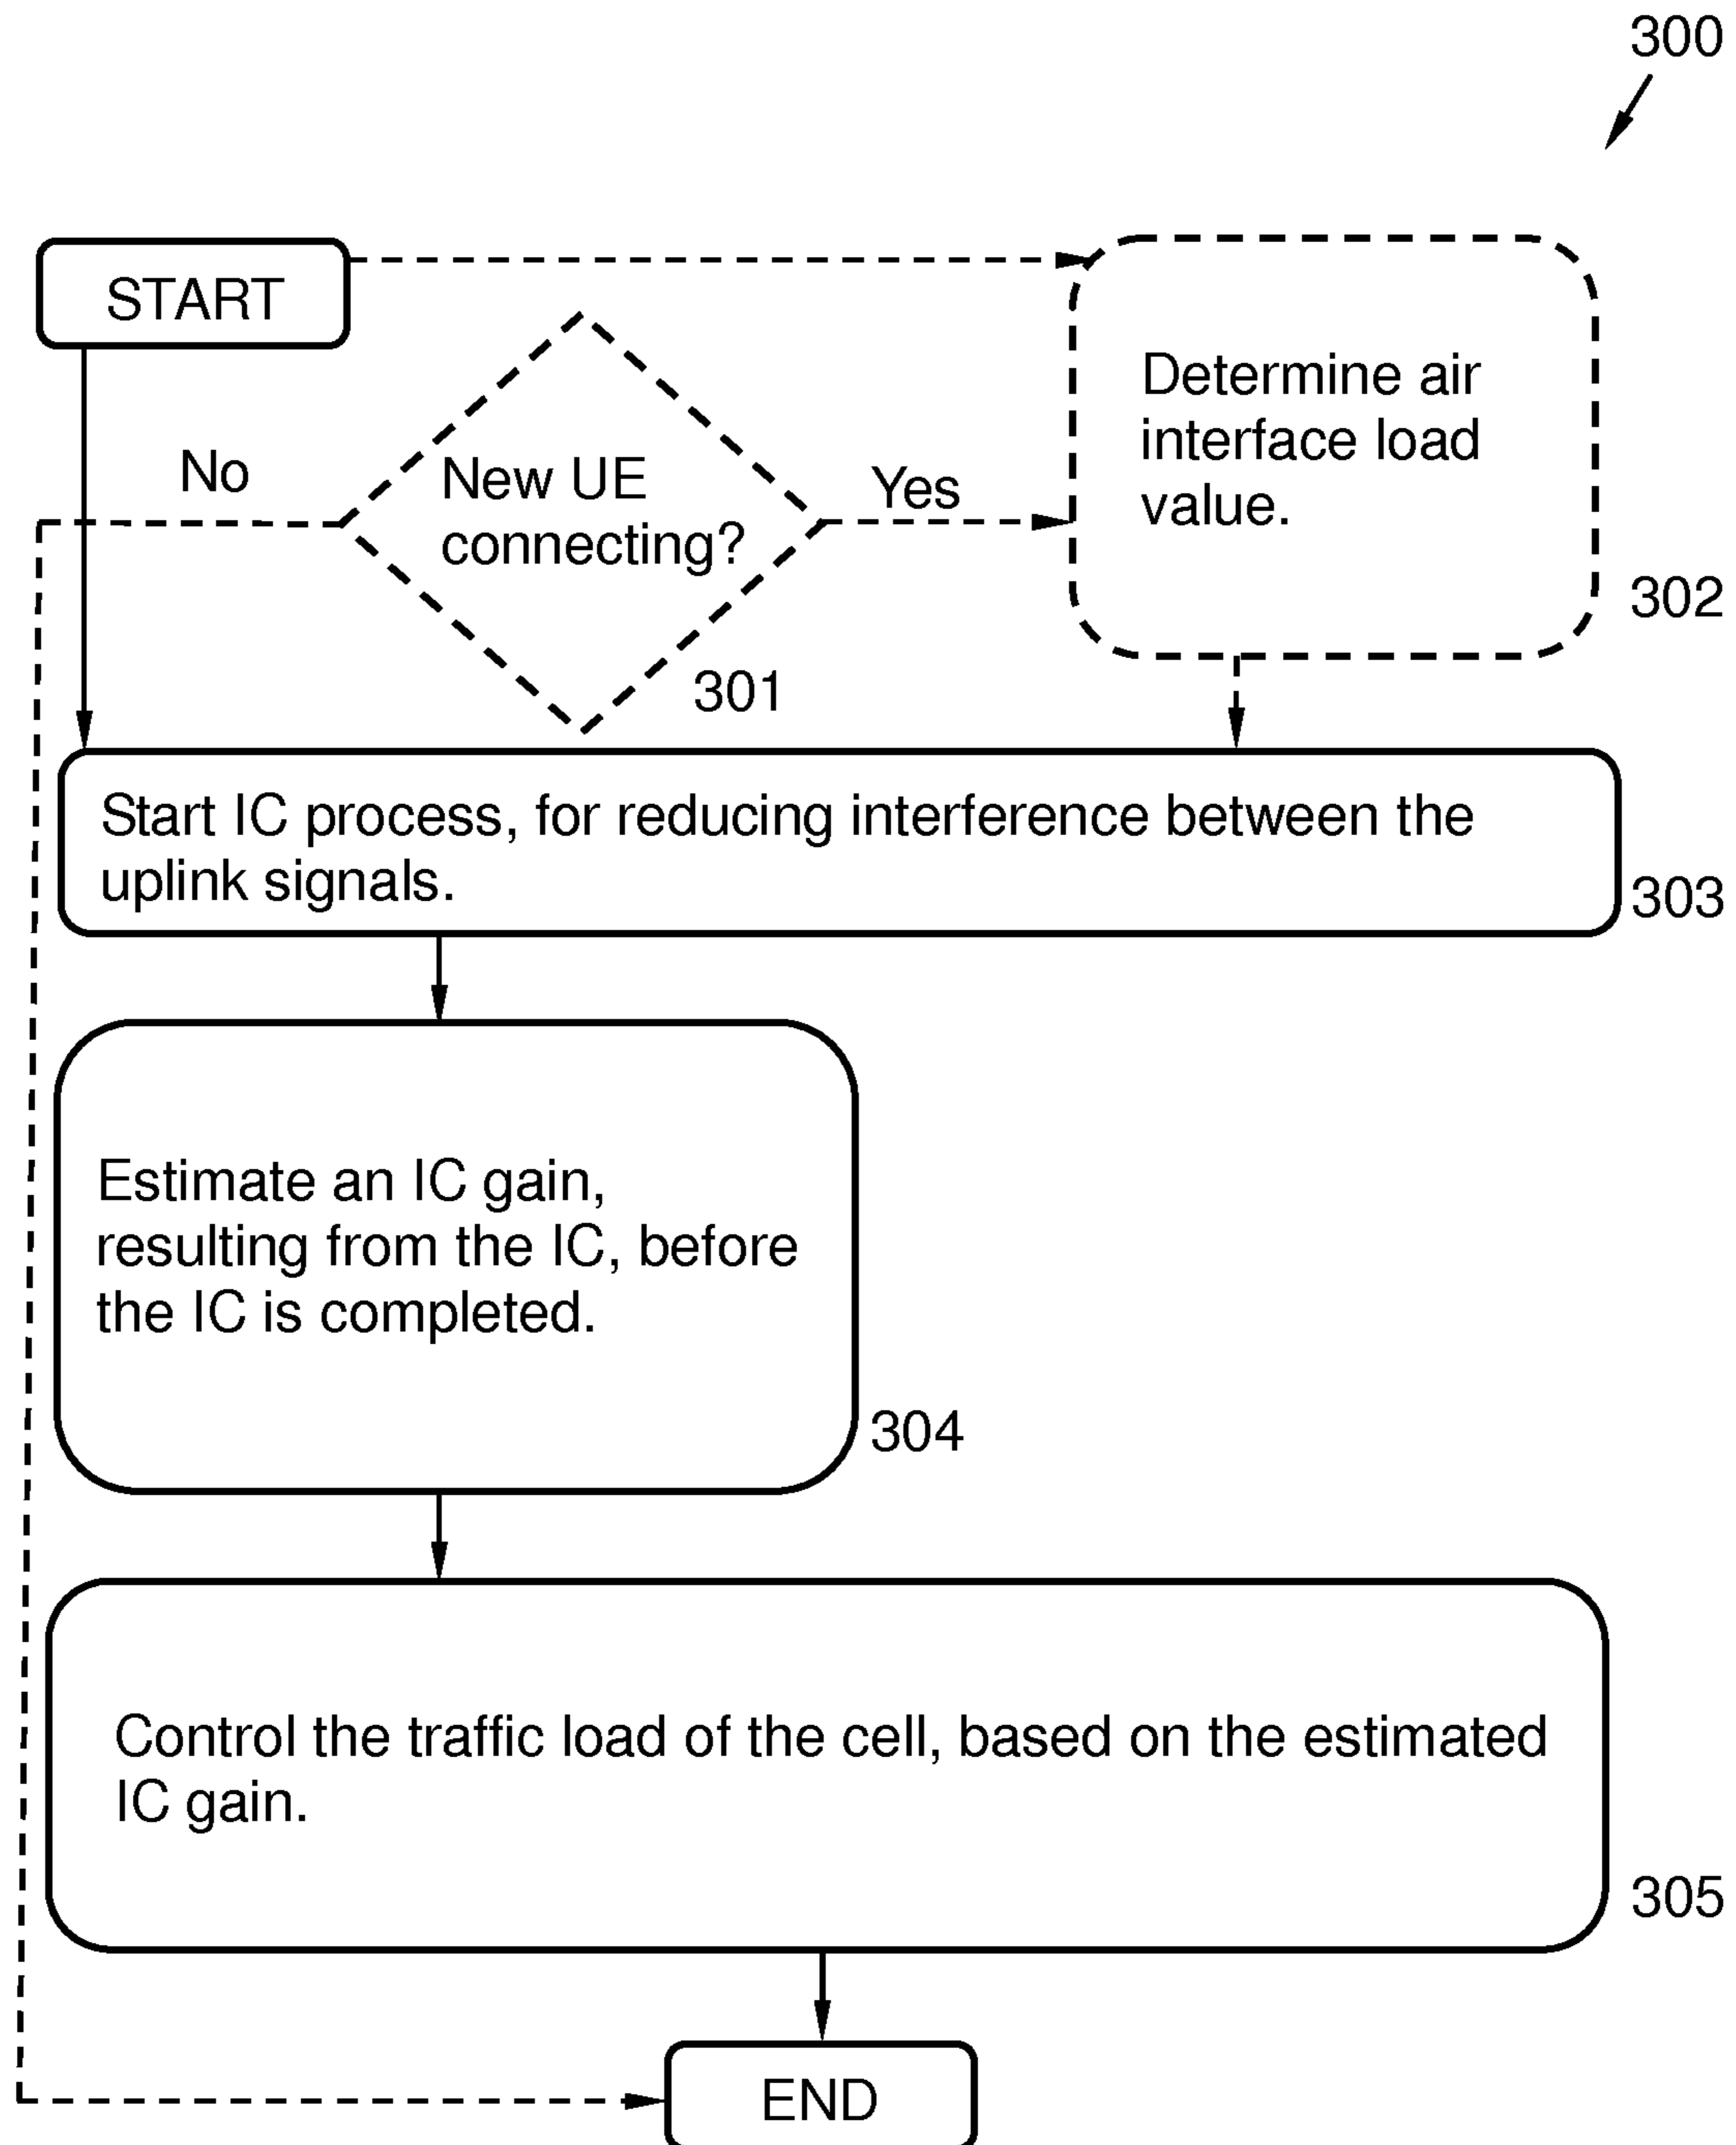 300
START
No
New UE
connecting?
Yes
301
Determine air
interface load
value.
302
Start IC process, for reducing interference between the
uplink signals.
303
Estimate an IC gain,
resulting from the IC, before
the IC is completed.
304
Control the traffic load of the cell, based on the estimated
IC gain.
305
END